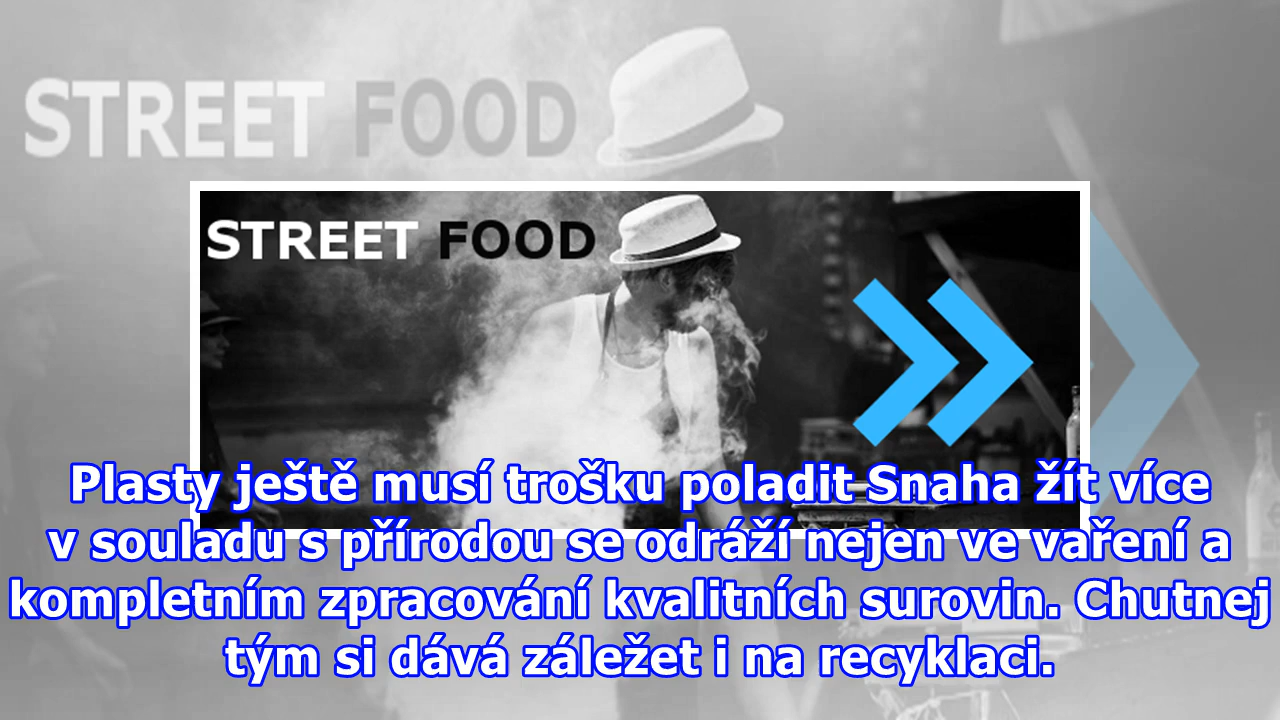 STREET FOOD
STREET FOOD
Plasty ještě musí trošku poladit Snaha žít více
v souladu s přírodou se odráží nejen ve vaření a
kompletním zpracování kvalitních surovin. Chutnej
tým si dává záležet i na recyklaci.